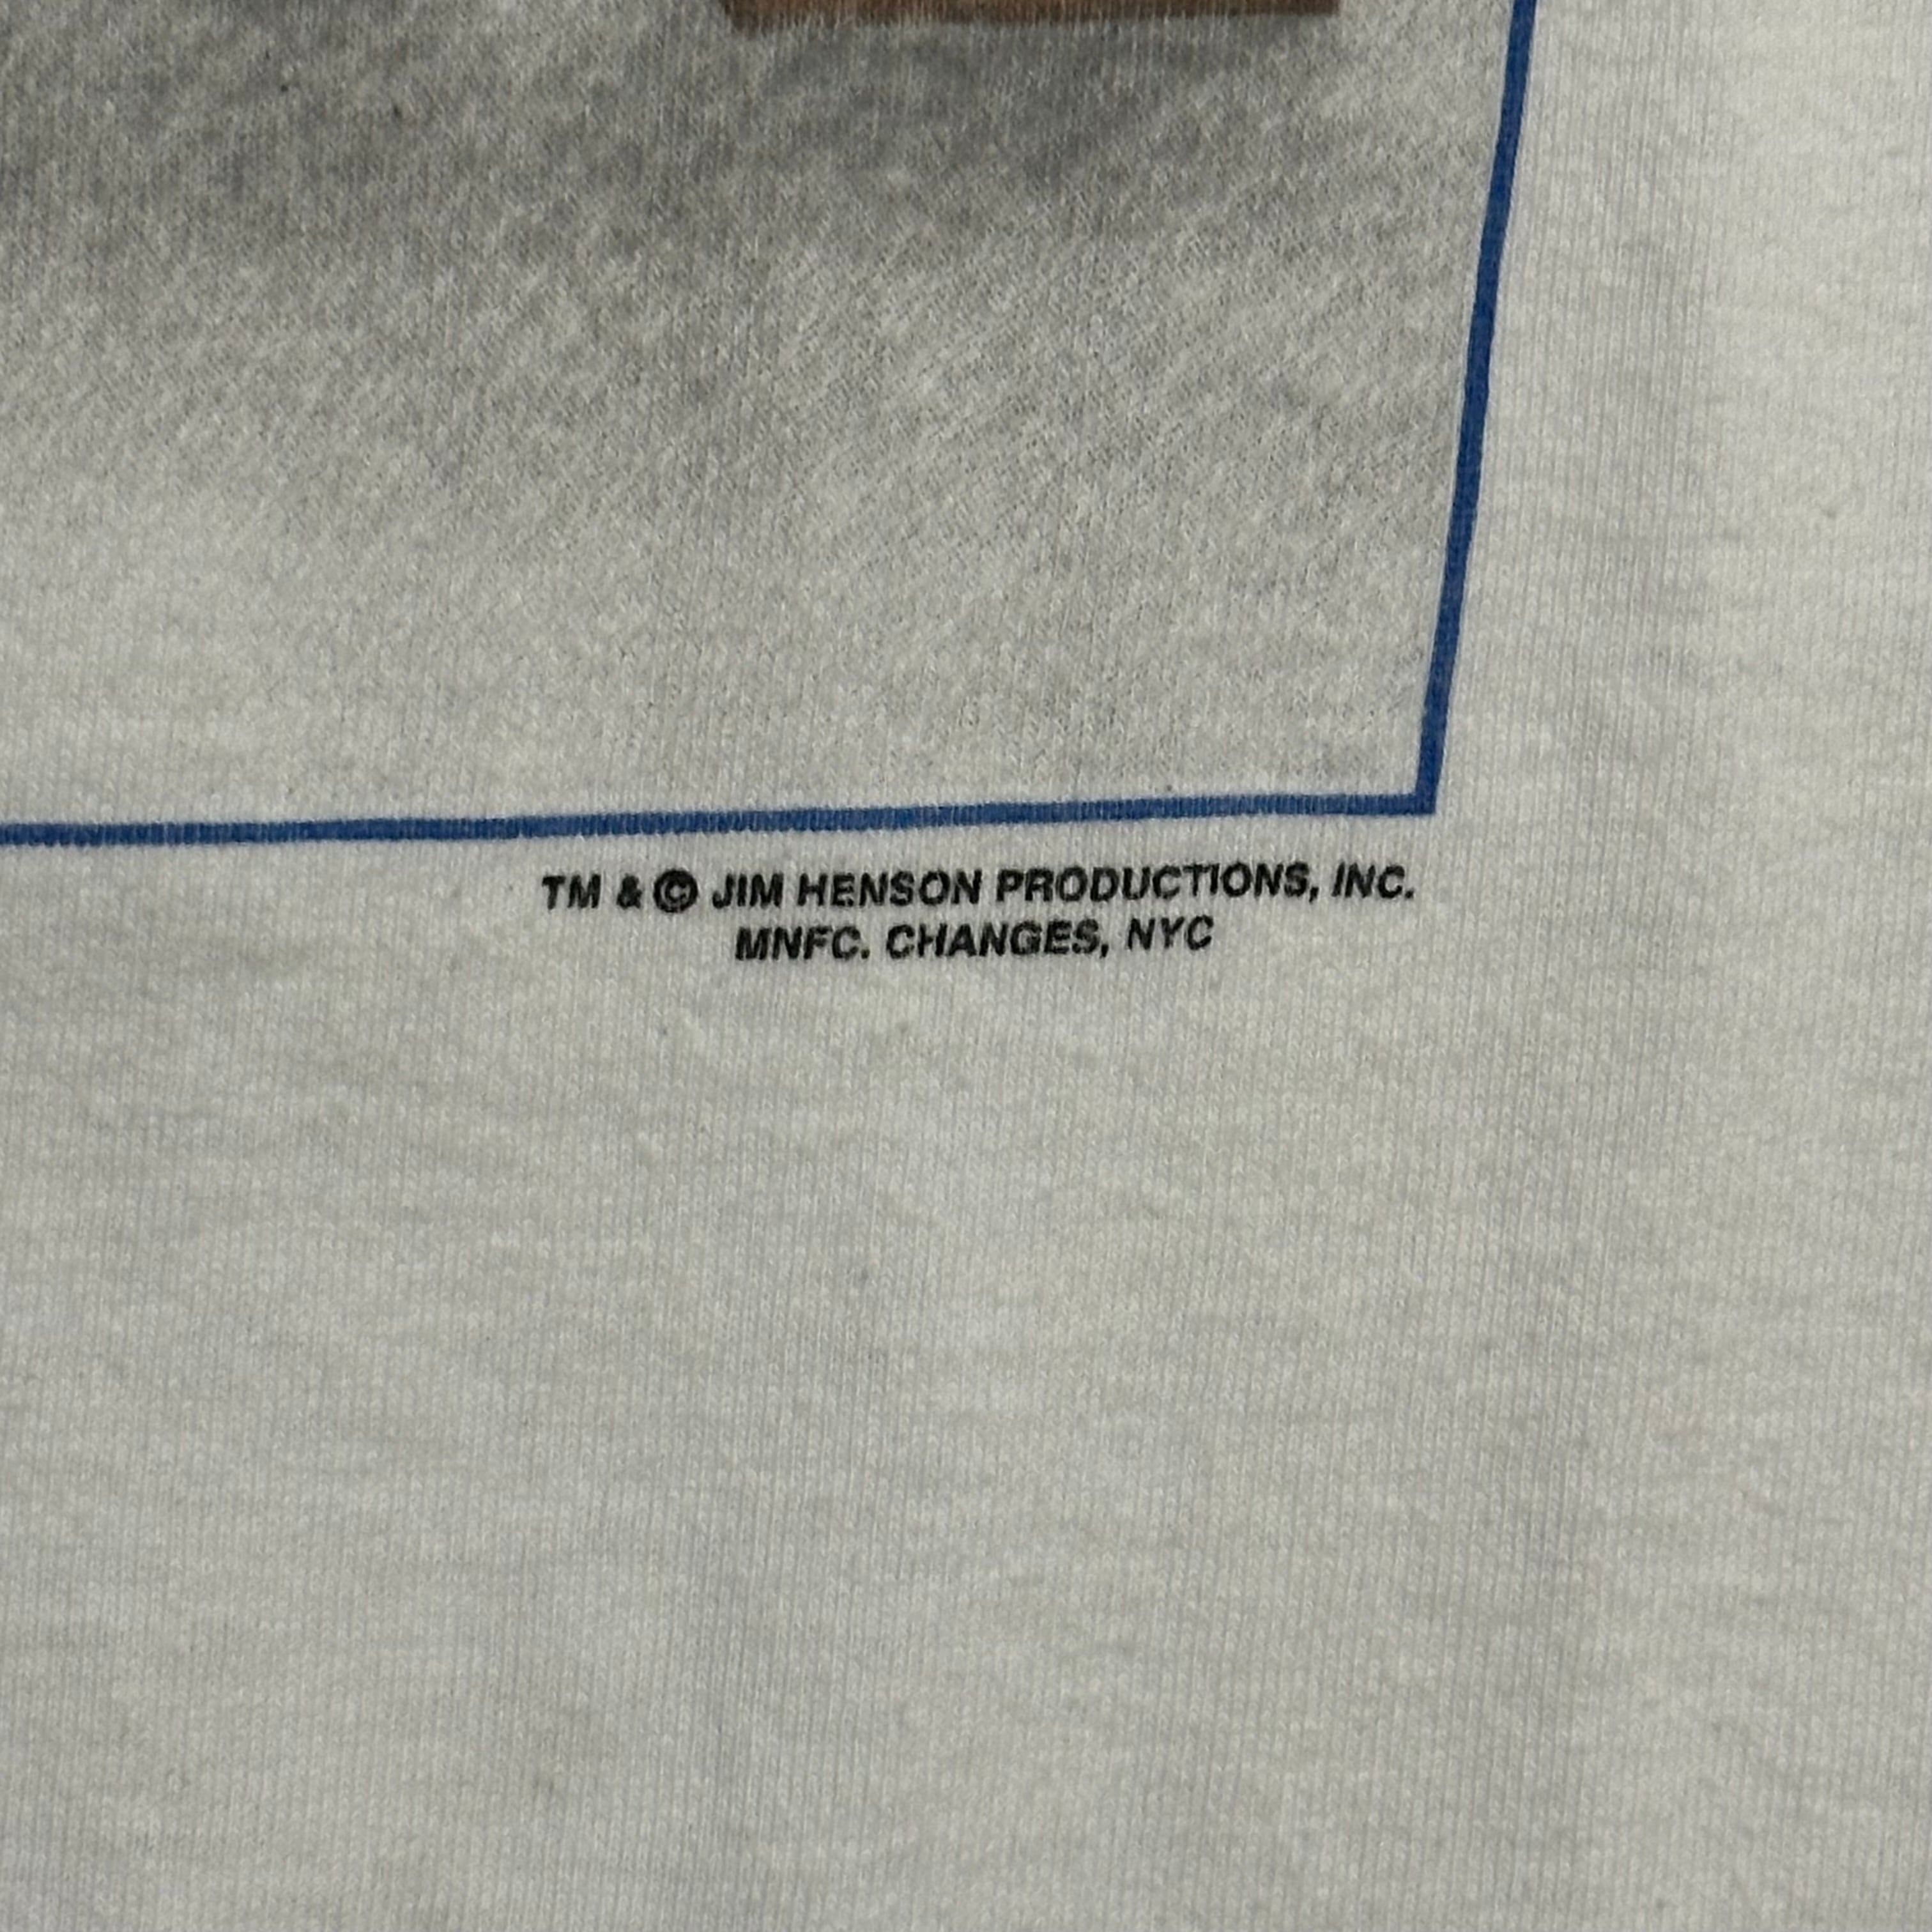 TM & © JIM HENSON PRODUCTIONS, INC.
MNFC. CHANGES, NYC